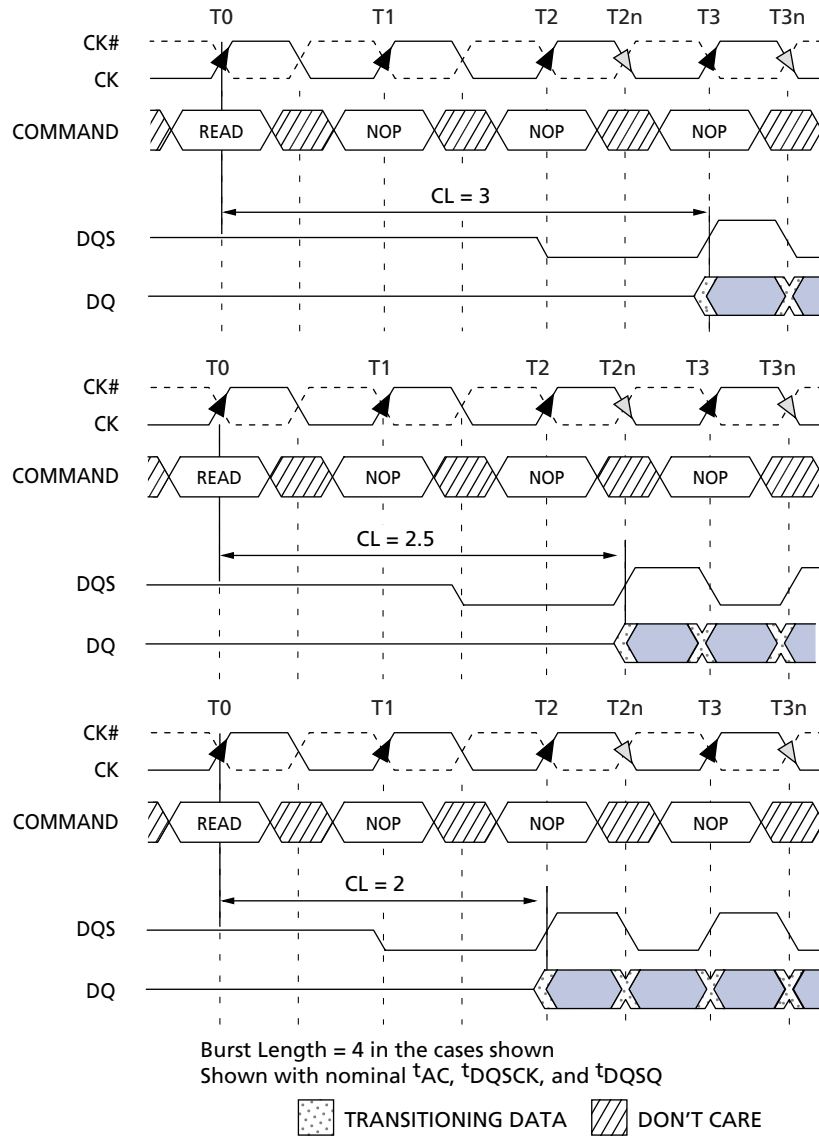 T0 T1 T2 T2n T3 T3n
CK#
CK
COMMAND READ NOP NOP NOP
CL = 3
DQS
DQ
T0 T1 T2 T2n T3 T3n
CK#
CK
COMMAND READ NOP NOP NOP
CL = 2.5
DQS
DQ
T0 T1 T2 T2n T3 T3n
CK#
CK
COMMAND READ NOP NOP NOP
CL = 2
DQS
DQ
Burst Length = 4 in the cases shown
Shown with nominal tAC, tDQSCK, and tDQSQ
TRANSITIONING DATA DON'T CARE